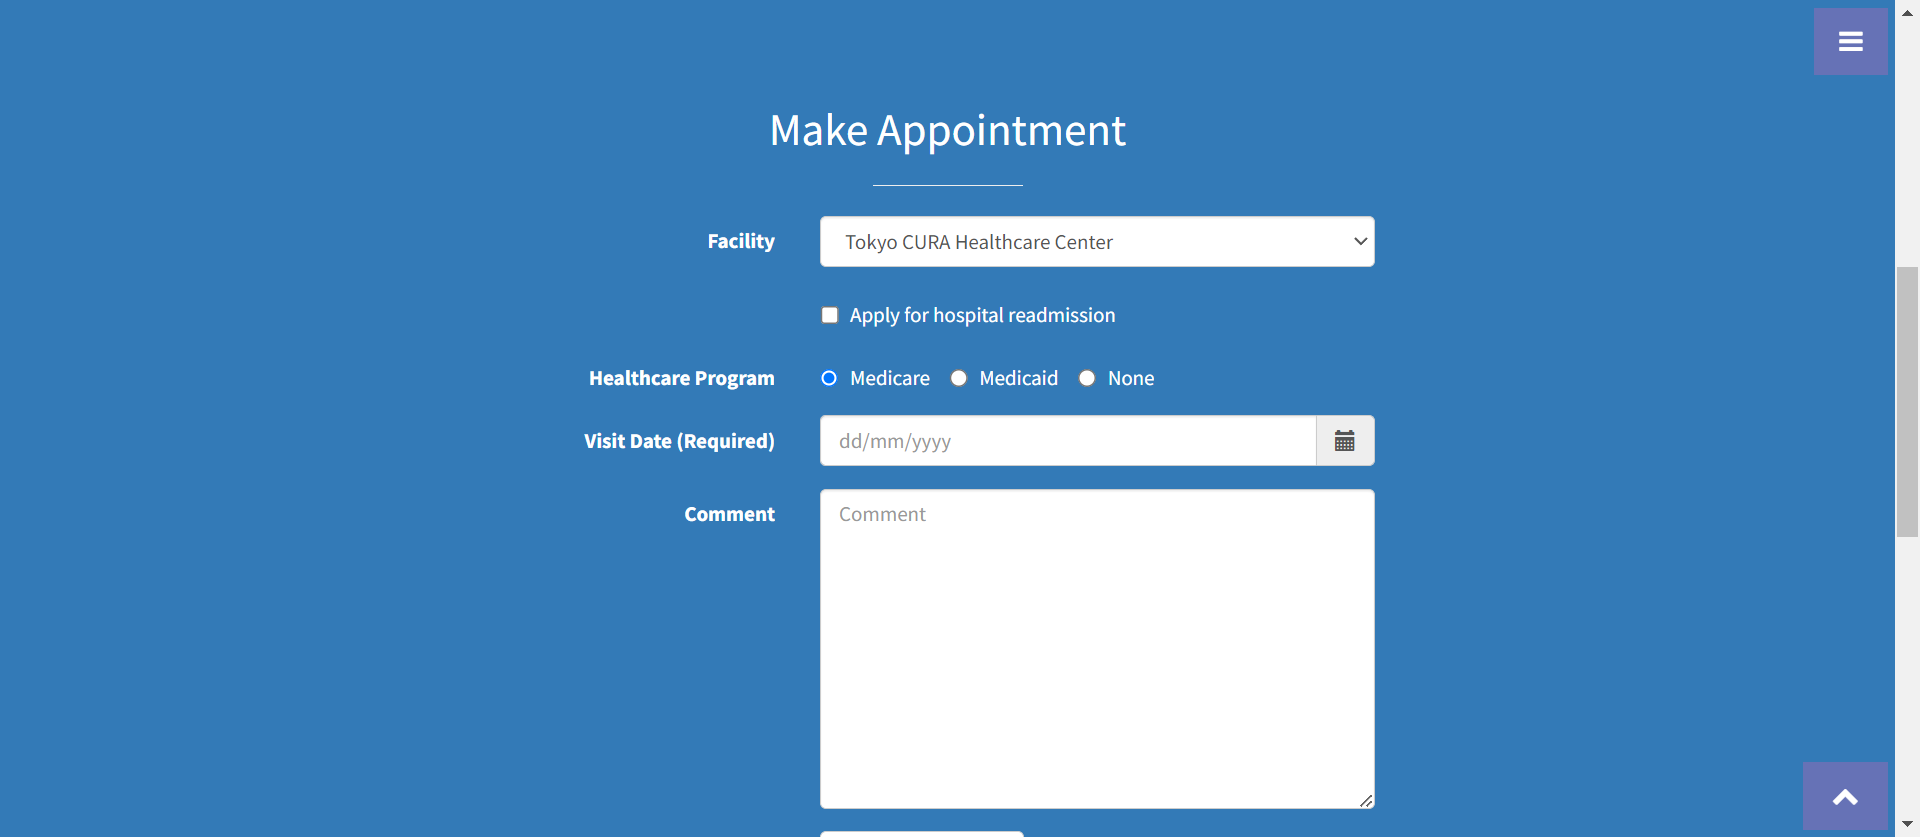 Make Appointment
Facility
Tokyo CURA Healthcare Center
Apply for hospital readmission
Healthcare Program
Medicare
Medicaid
None
Visit Date (Required)
dd/mm/yyyy
Comment
Comment